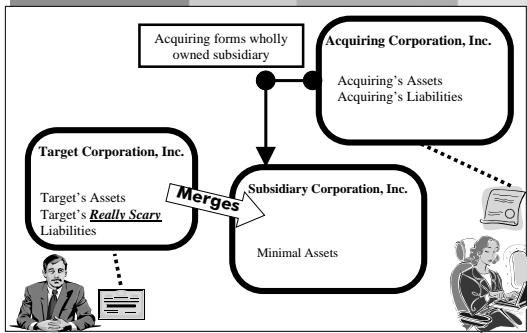 Acquiring forms wholly
owned subsidiary
Acquiring Corporation, Inc.
Acquiring's Assets
Acquiring's Liabilities
Target Corporation, Inc.
Target's Assets
Target's Really Scary
Liabilities
Merges
Subsidiary Corporation, Inc.
Minimal Assets